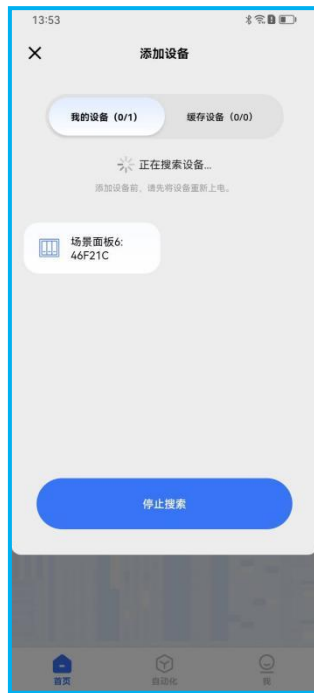 13:53
添加设备
我的设备（0/1）
缓存设备（0/0）
正在搜索设备...
添加设备前，请先将设备重新上电。
场景面板6:
46F21C
停止搜索
首页
自动化
我